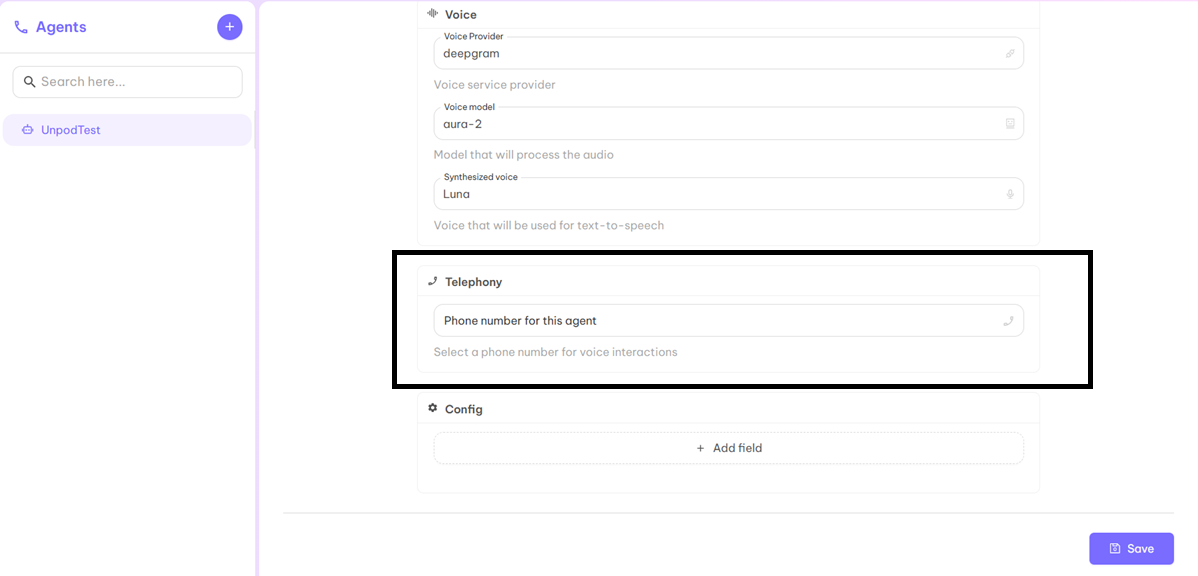 Agents
+
Search here...
UnpodTest
Voice
Voice Provider
deepgram
Voice service provider
Voice model
aura-2
Model that will process the audio
Synthesized voice
Luna
Voice that will be used for text-to-speech
Telephony
Phone number for this agent
Select a phone number for voice interactions
Config
+ Add field
Save